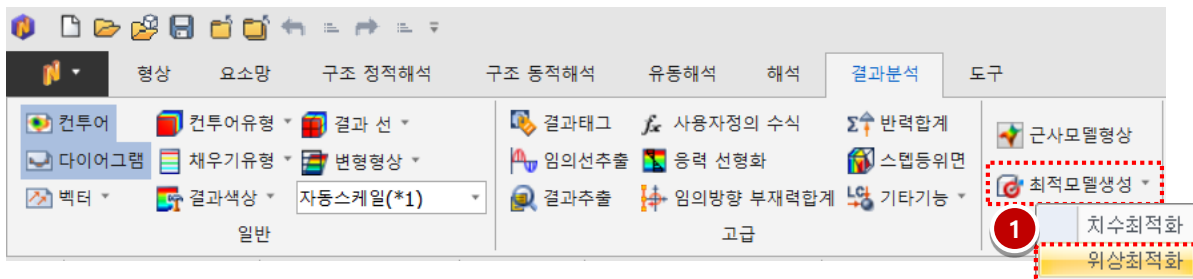 형상 요소망 구조 정적해석 구조 동적해석 유동해석 해석 결과분석 도구
컨투어 컨투어유형 결과 선 결과태그 fx 사용자정의 수식 반력합계 근사모델형상
다이어그램 채우기유형 변형형상 임의선추출 응력 선형화 스텝등위면 최적모델생성
벡터 결과색상 자동스케일(*1) 결과추출 임의방향 부재력합계 기타기능
일반 고급
1 치수최적화
위상최적화